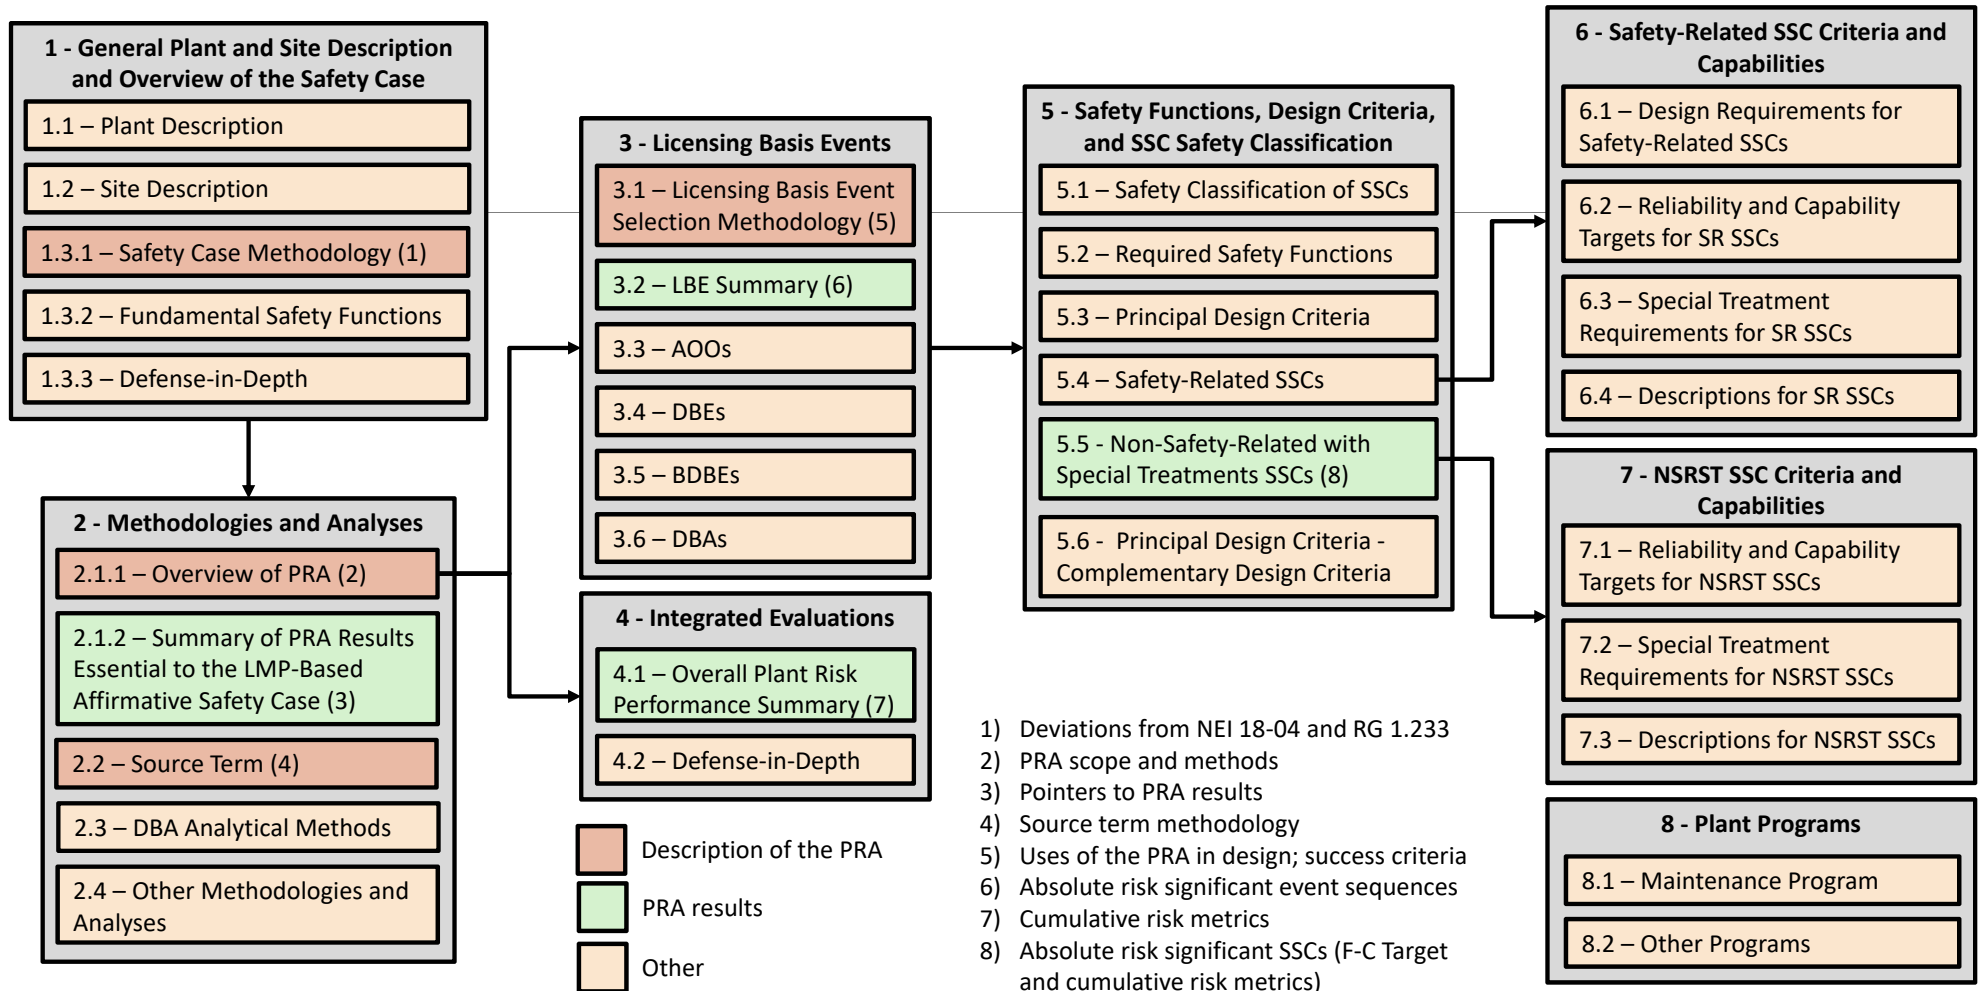 1 - General Plant and Site Description
and Overview of the Safety Case
1.1 – Plant Description
1.2 – Site Description
1.3.1 – Safety Case Methodology (1)
1.3.2 – Fundamental Safety Functions
1.3.3 – Defense-in-Depth
2 - Methodologies and Analyses
2.1.1 – Overview of PRA (2)
2.1.2 – Summary of PRA Results
Essential to the LMP-Based
Affirmative Safety Case (3)
2.2 – Source Term (4)
2.3 – DBA Analytical Methods
2.4 – Other Methodologies and
Analyses
3 - Licensing Basis Events
3.1 – Licensing Basis Event
Selection Methodology (5)
3.2 – LBE Summary (6)
3.3 – AOOs
3.4 – DBEs
3.5 – BDBEs
3.6 – DBAs
4 - Integrated Evaluations
4.1 – Overall Plant Risk
Performance Summary (7)
4.2 – Defense-in-Depth
Description of the PRA
PRA results
Other
5 - Safety Functions, Design Criteria,
and SSC Safety Classification
5.1 – Safety Classification of SSCs
5.2 – Required Safety Functions
5.3 – Principal Design Criteria
5.4 – Safety-Related SSCs
5.5 - Non-Safety-Related with
Special Treatments SSCs (8)
5.6 - Principal Design Criteria -
Complementary Design Criteria
1) Deviations from NEI 18-04 and RG 1.233
2) PRA scope and methods
3) Pointers to PRA results
4) Source term methodology
5) Uses of the PRA in design; success criteria
6) Absolute risk significant event sequences
7) Cumulative risk metrics
8) Absolute risk significant SSCs (F-C Target
and cumulative risk metrics)
6 - Safety-Related SSC Criteria and
Capabilities
6.1 – Design Requirements for
Safety-Related SSCs
6.2 – Reliability and Capability
Targets for SR SSCs
6.3 – Special Treatment
Requirements for SR SSCs
6.4 – Descriptions for SR SSCs
7 - NSRST SSC Criteria and
Capabilities
7.1 – Reliability and Capability
Targets for NSRST SSCs
7.2 – Special Treatment
Requirements for NSRST SSCs
7.3 – Descriptions for NSRST SSCs
8 - Plant Programs
8.1 – Maintenance Program
8.2 – Other Programs